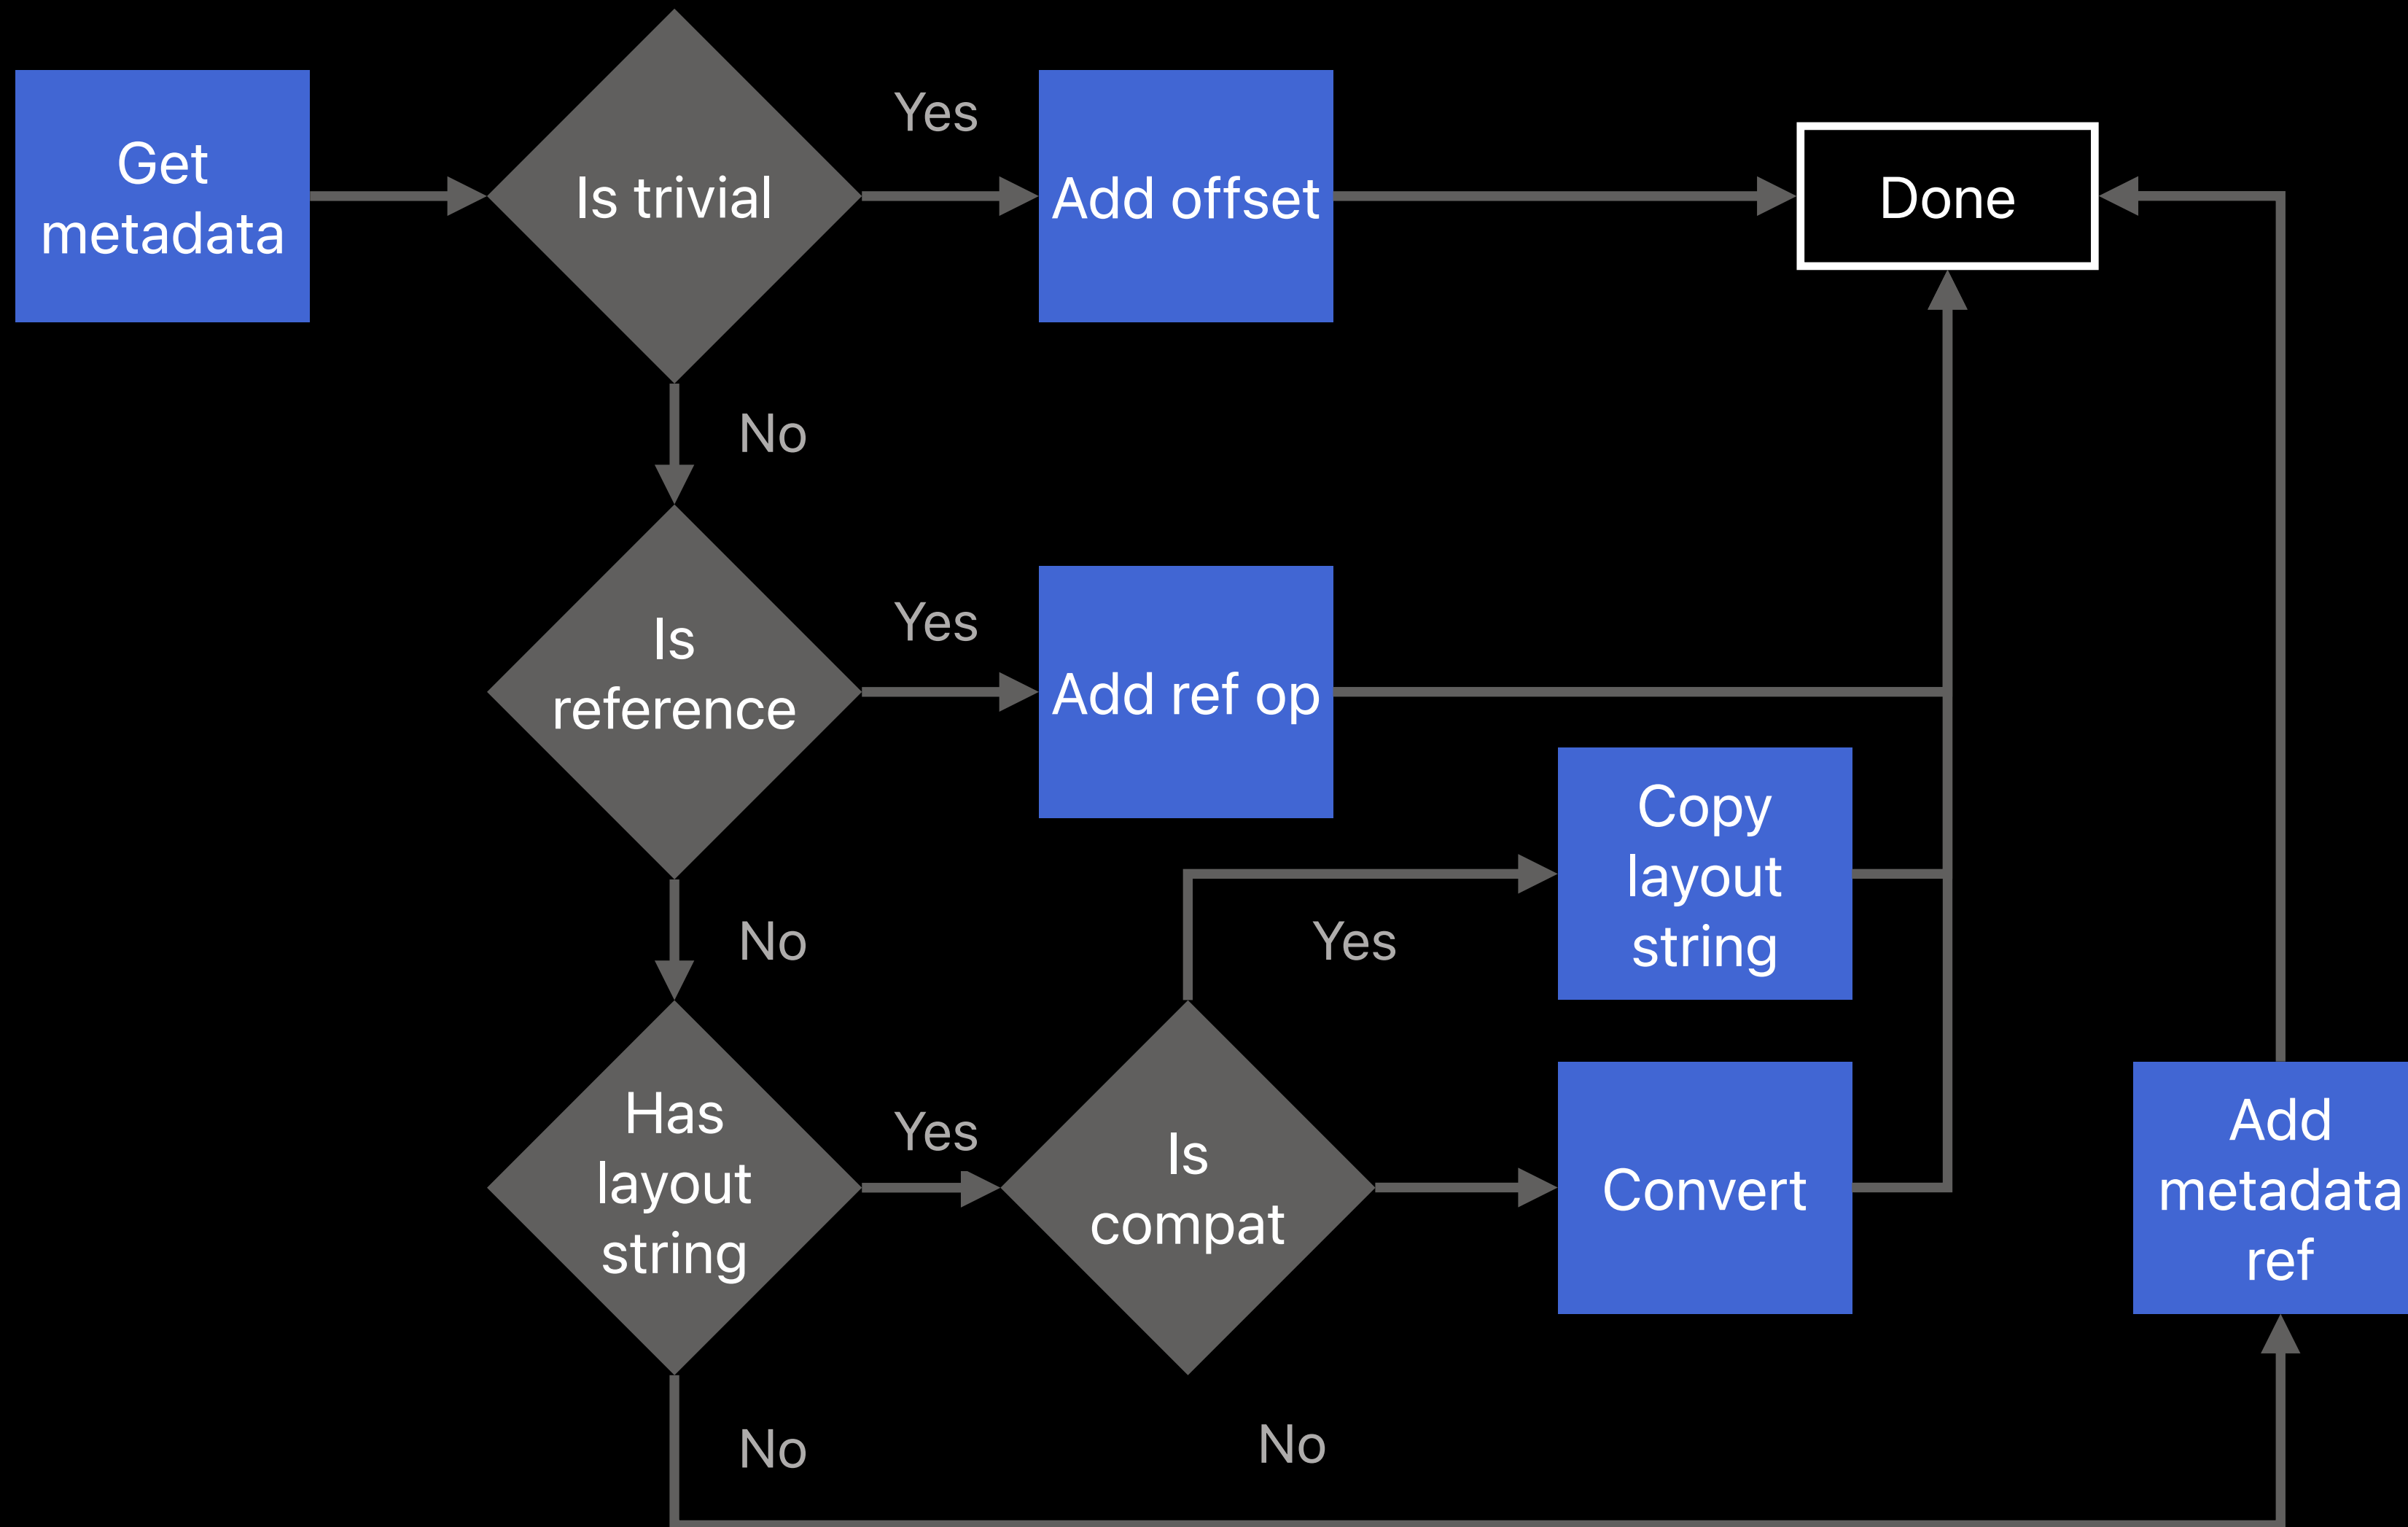 Get
metadata
Is trivial
Yes
Add offset
Done
No
Is
reference
Yes
Add ref op
Copy
layout
string
No
Yes
Has
layout
string
Yes
Is
compat
Convert
Add
metadata
ref
No
No